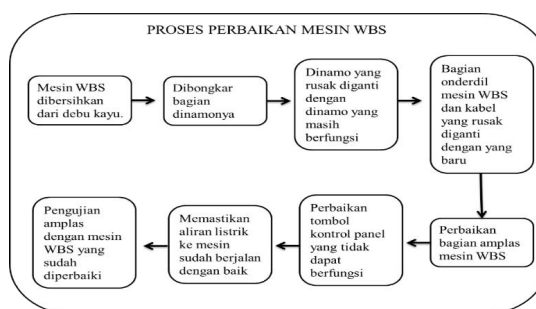 PROSES PERBAIKAN MESIN WBS
Mesin WBS
dibersihkan
dari debu kayu.
Dibongkar
bagian
dinamonya
Dinamo yang
rusak diganti
dengan
dinamo yang
masih
berfungsi
Bagian
onderdil
mesin WBS
dan kabel
yang rusak
diganti
dengan yang
baru
Perbaikan
bagian amplas
mesin WBS
Perbaikan
tombol
kontrol panel
yang tidak
dapat
berfungsi
Memastikan
aliran listrik
ke mesin
sudah berjalan
dengan baik
Pengujian
amplas
dengan mesin
WBS yang
sudah
diperbaiki